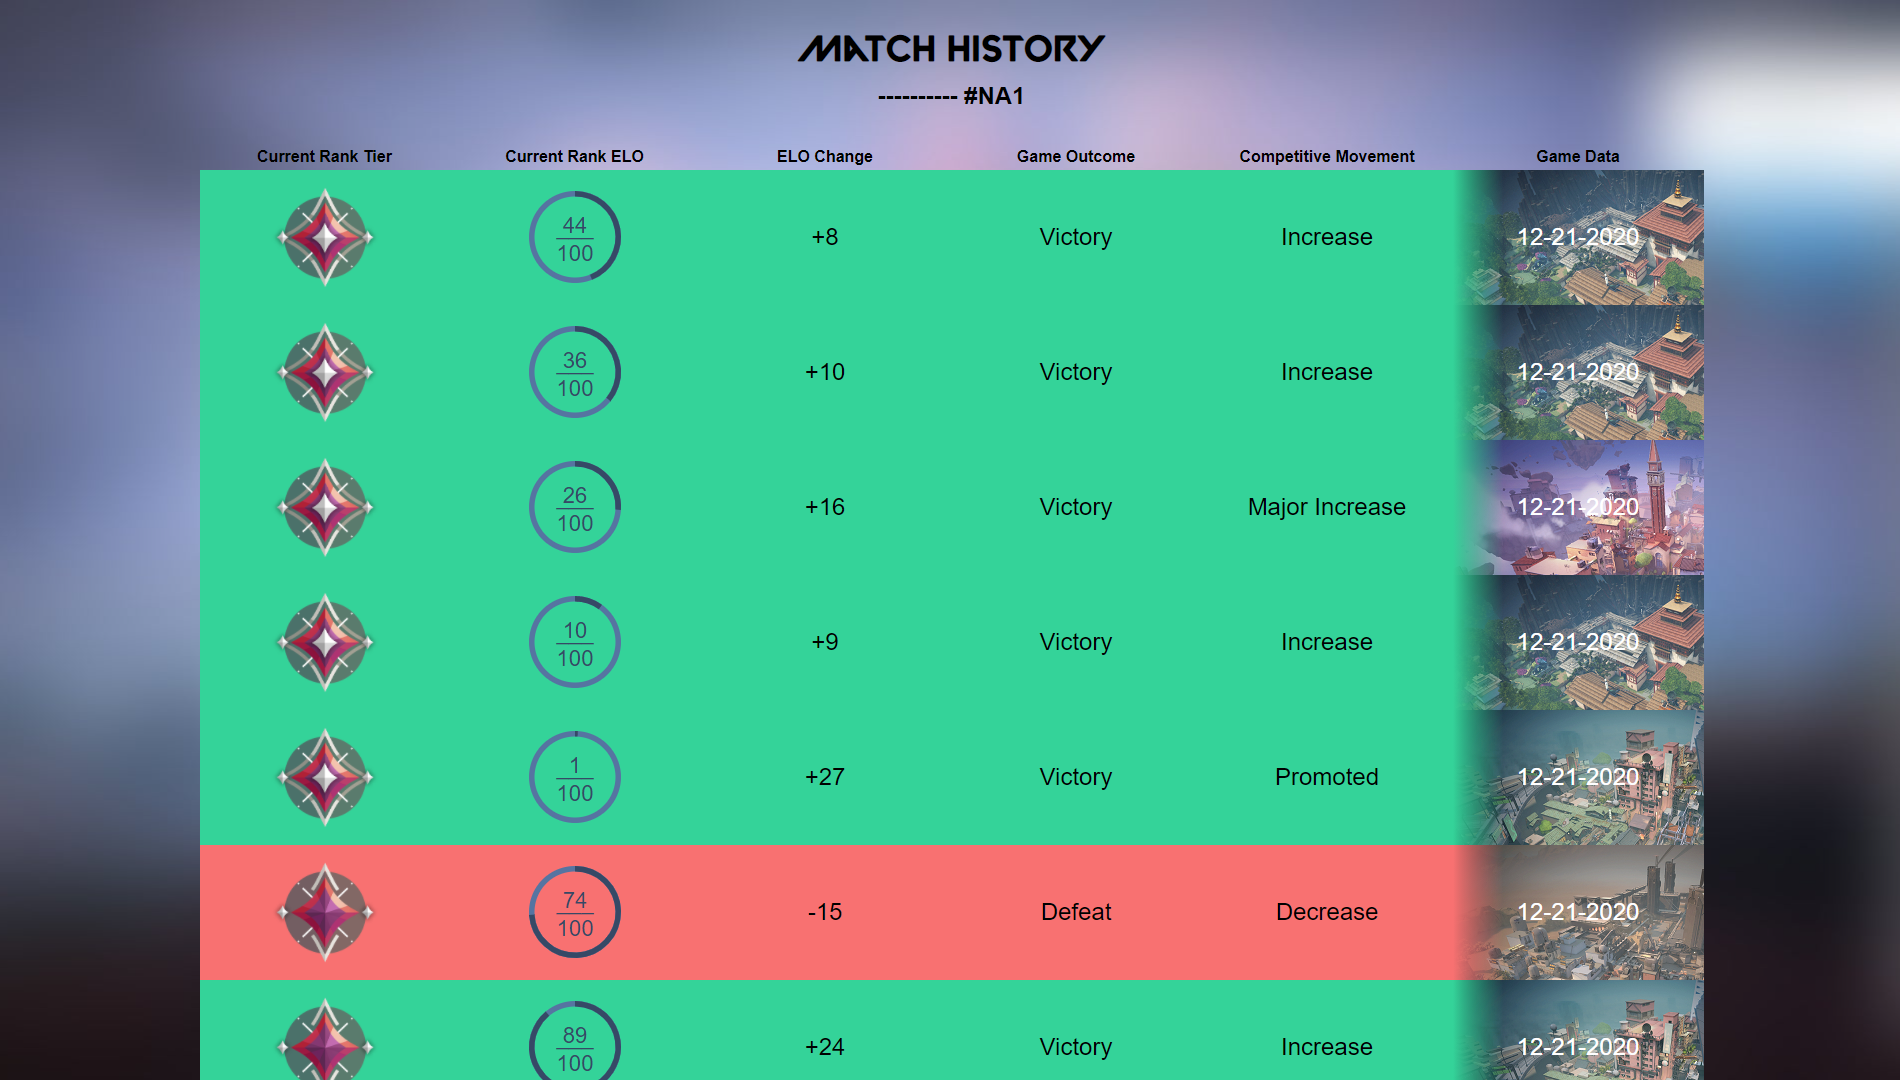 MATCH HISTORY
---------- #NA1
Current Rank Tier Current Rank ELO ELO Change Game Outcome Competitive Movement Game Data
44
100
+8 Victory Increase 12-21-2020
36
100
+10 Victory Increase 12-21-2020
26
100
+16 Victory Major Increase 12-21-2020
10
100
+9 Victory Increase 12-21-2020
1
100
+27 Victory Promoted 12-21-2020
74
100
-15 Defeat Decrease 12-21-2020
89
100
+24 Victory Increase 12-21-2020